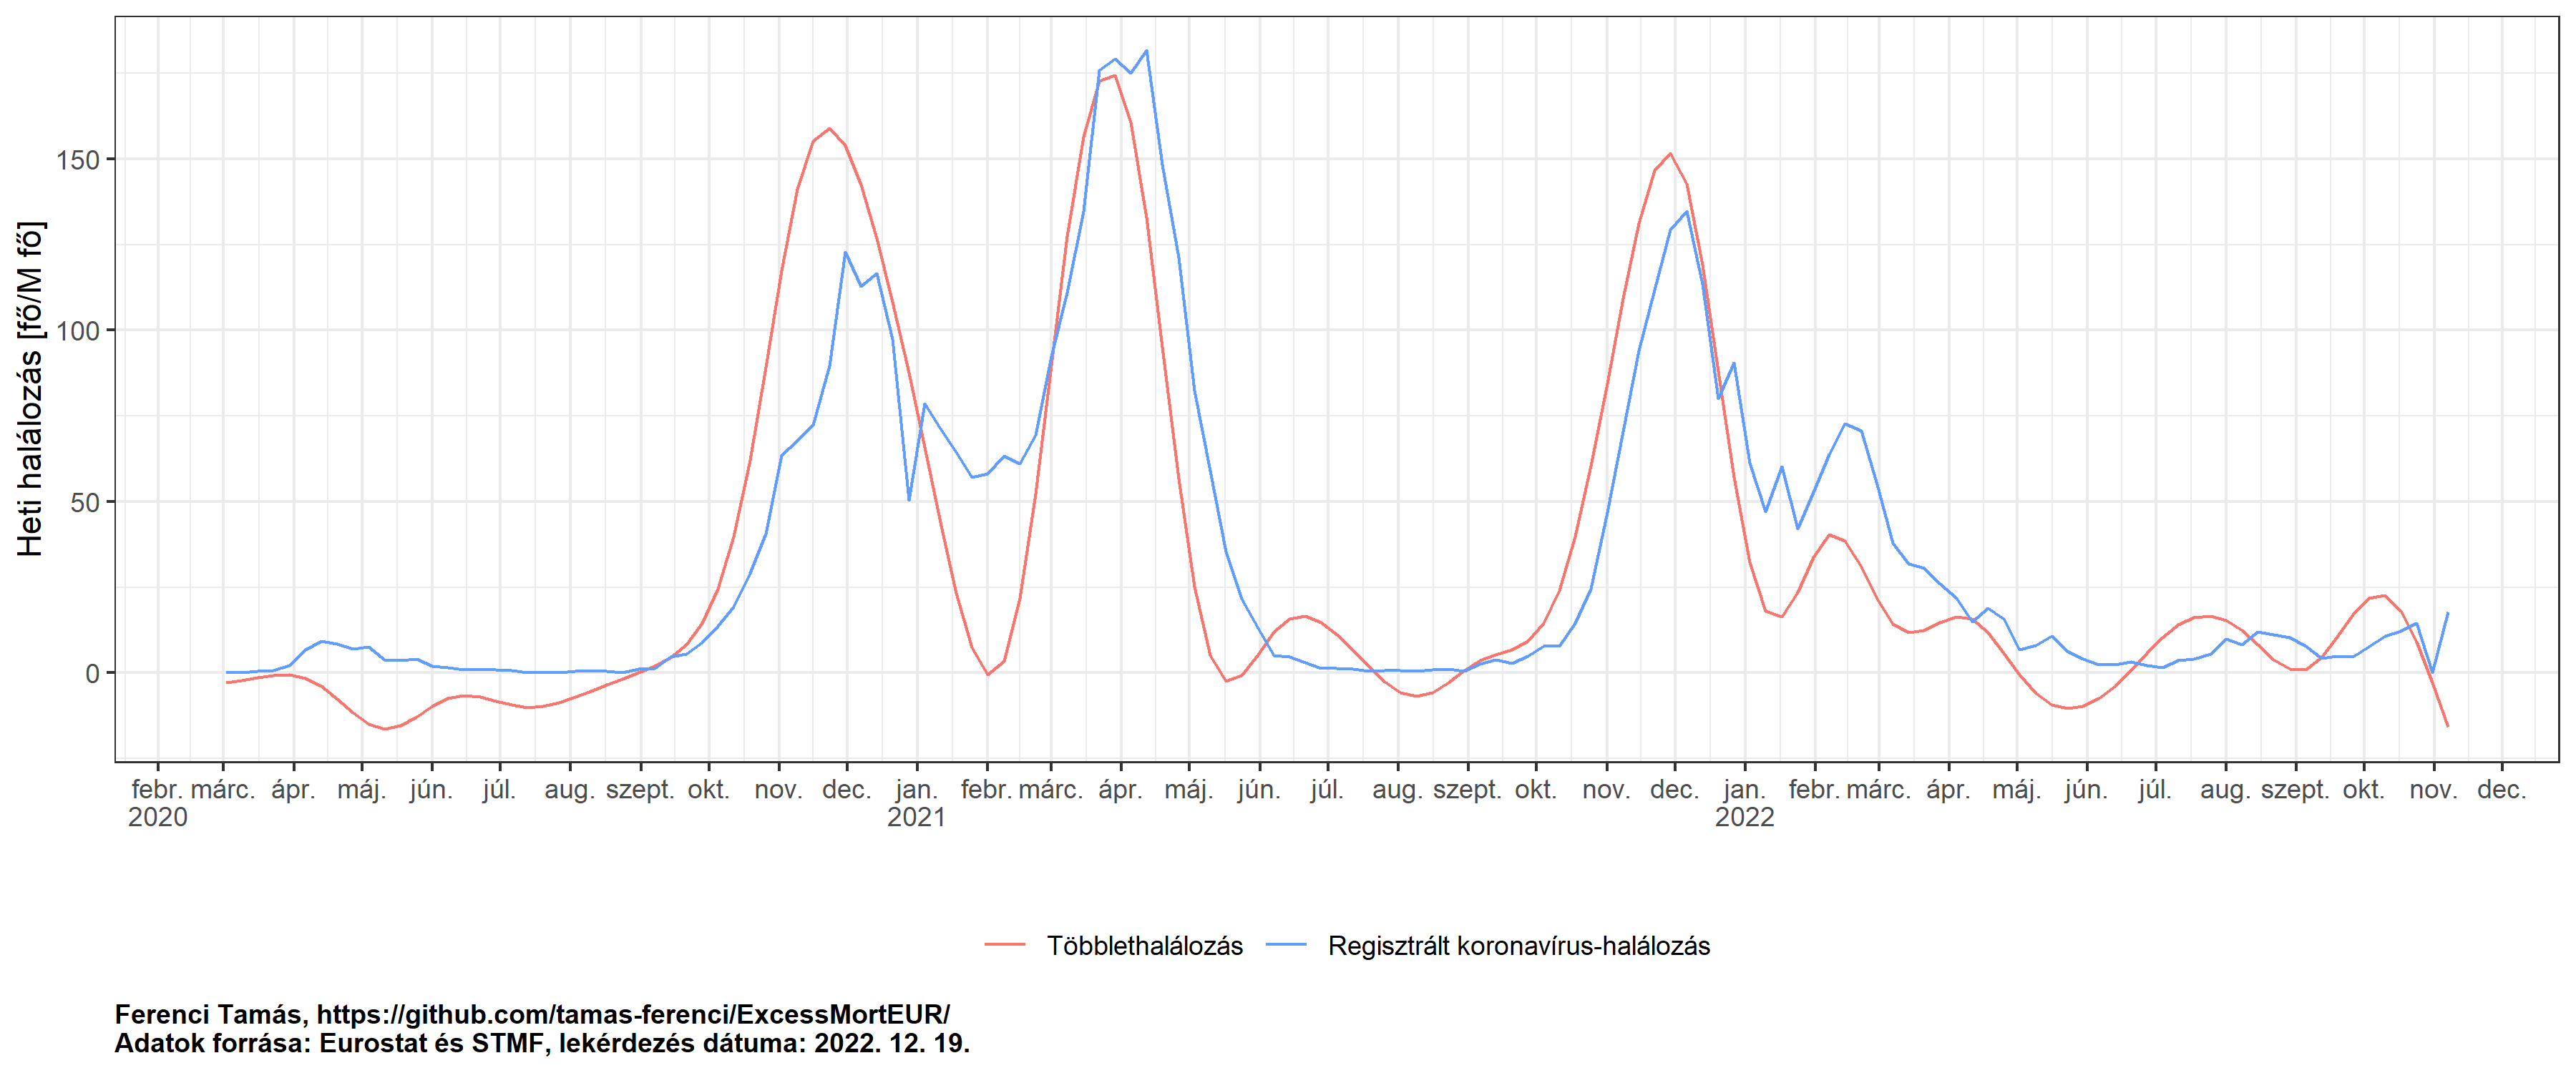 Heti halálozás [fő/M fő]
150
100
50
0
febr. márc. ápr. máj. jún. júl. aug. szept. okt. nov. dec. jan. febr. márc. ápr. máj. jún. júl. aug. szept. okt. nov. dec. jan. febr. márc. ápr. máj. jún. júl. aug. szept. okt. nov. dec.
2020 2021 2022
Többlethalálozás Regisztrált koronavírus-halálozás
Ferenci Tamás, https://github.com/tamas-ferenci/ExcessMortEUR/
Adatok forrása: Eurostat és STMF, lekérdezés dátuma: 2022. 12. 19.